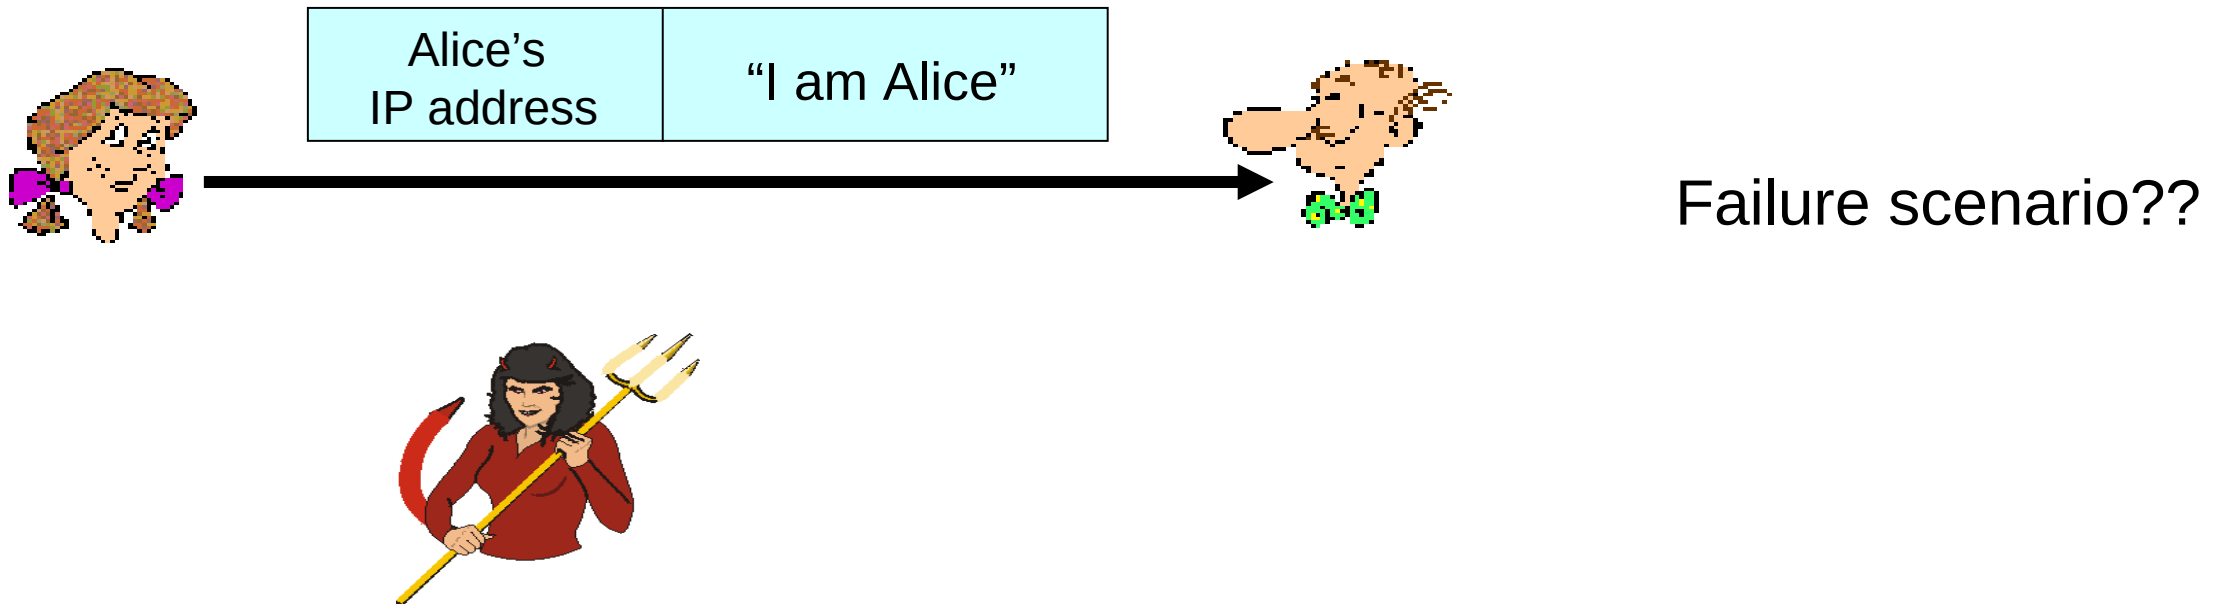 Alice’s
IP address
“I am Alice”
Failure scenario??